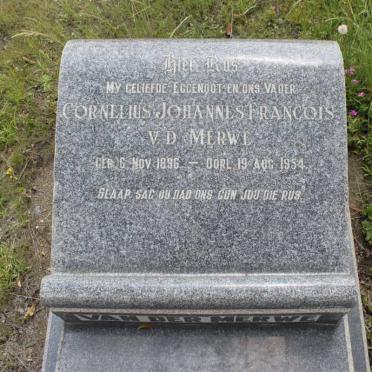 Hier Rus
My geliefde Eggenoot en ons Vader
Cornelius Johannes Francois
v.d. Merwe
Geb. 6 Nov 1896 — Oorl. 19 Aug. 1954.
Slaap sag ou Dad ons gun jou die rus.
VAN DER MERWE